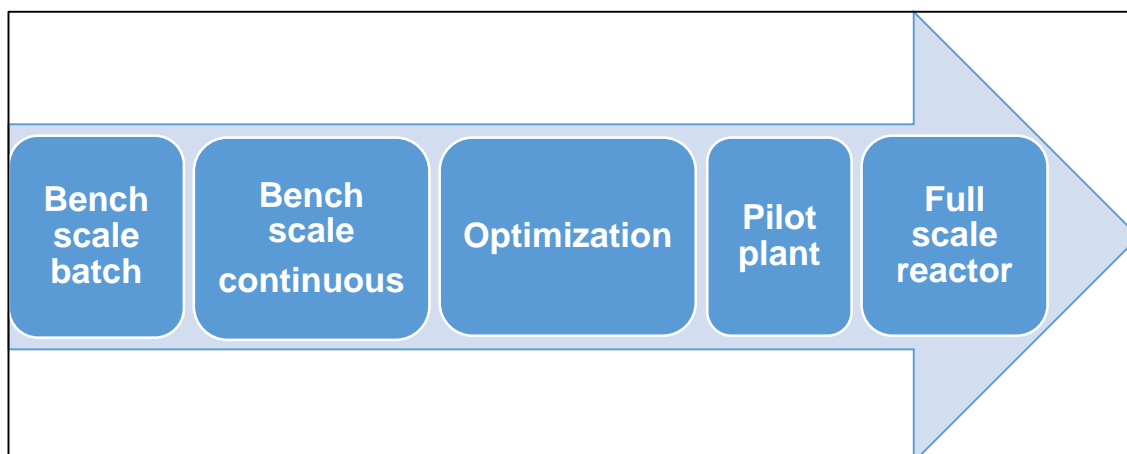 Bench
scale
batch
Bench
scale
continuous
Optimization
Pilot
plant
Full
scale
reactor